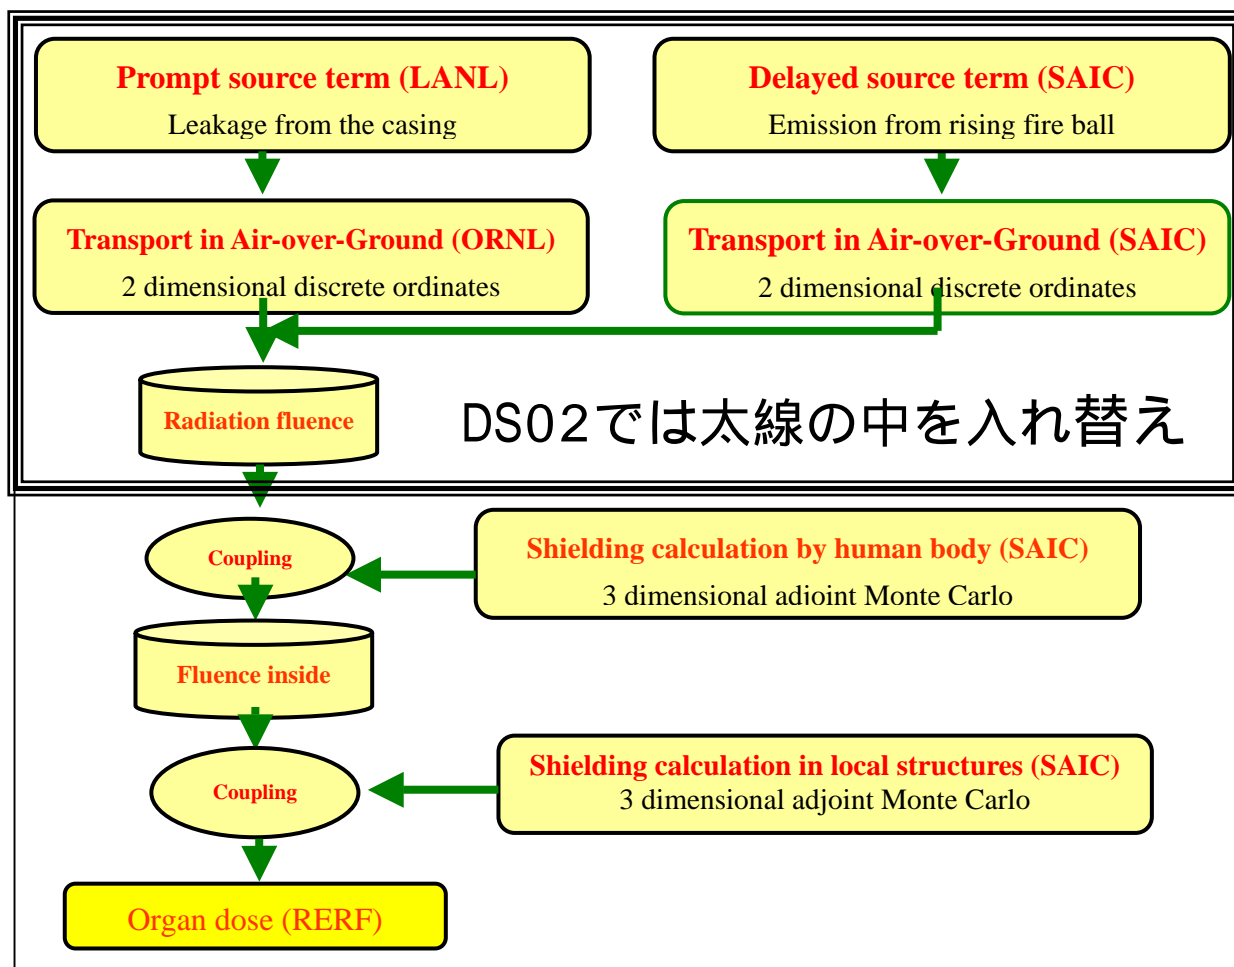 Prompt source term (LANL)
Leakage from the casing
Delayed source term (SAIC)
Emission from rising fire ball
Transport in Air-over-Ground (ORNL)
2 dimensional discrete ordinates
Transport in Air-over-Ground (SAIC)
2 dimensional discrete ordinates
Radiation fluence
DS02では太線の中を入れ替え
Coupling
Shielding calculation by human body (SAIC)
3 dimensional adjoint Monte Carlo
Fluence inside
Coupling
Shielding calculation in local structures (SAIC)
3 dimensional adjoint Monte Carlo
Organ dose (RERF)